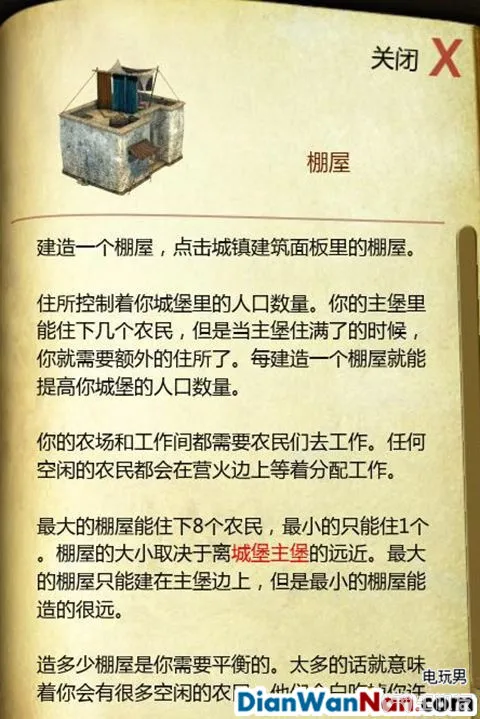 关闭 X
棚屋
建造一个棚屋，点击城镇建筑面板里的棚屋。
住所控制着你城堡里的人口数量。你的主堡里
能住下几个农民，但是当主堡住满了的时候，
你就需要额外的住所了。每建造一个棚屋就能
提高你城堡的人口数量。
你的农场和工作间都需要农民们去工作。任何
空闲的农民都会在营火边上等着分配工作。
最大的棚屋能住下8个农民，最小的只能住1个
。棚屋的大小取决于离城堡主堡的远近。最大
的棚屋只能建在主堡边上，但是最小的棚屋能
造的很远。
造多少棚屋是你需要平衡的。太多的话就意味
着你会有很多空闲的农民，他们会白吃掉你许
电玩男
DianWanNan.com